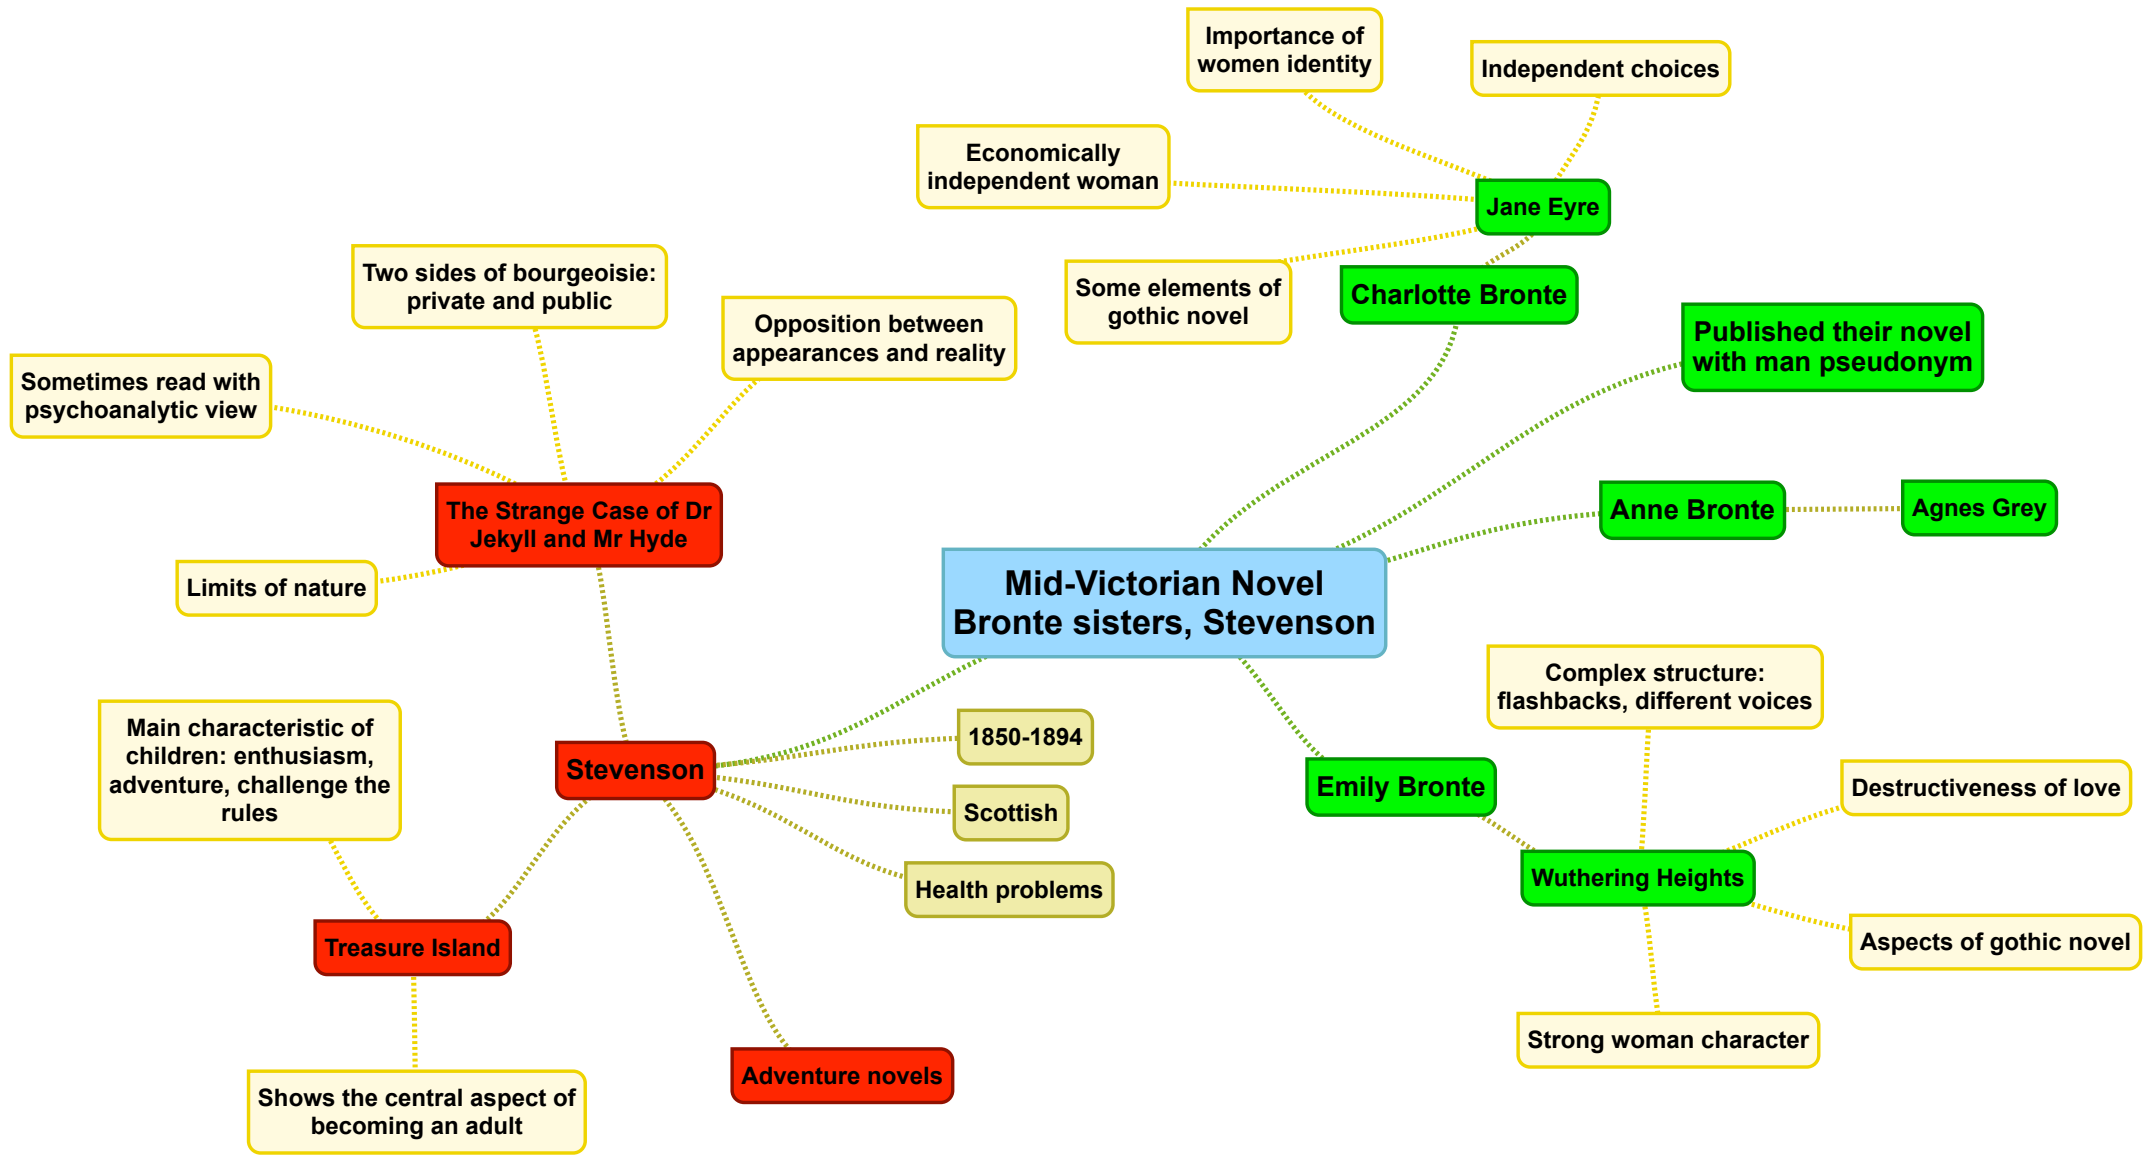 Importance of
women identity
Independent choices
Economically
independent woman
Jane Eyre
Some elements of
gothic novel
Charlotte Bronte
Published their novel
with man pseudonym
Two sides of bourgeoisie:
private and public
Opposition between
appearances and reality
Sometimes read with
psychoanalytic view
The Strange Case of Dr
Jekyll and Mr Hyde
Limits of nature
Anne Bronte
Agnes Grey
Mid-Victorian Novel
Bronte sisters, Stevenson
Complex structure:
flashbacks, different voices
Main characteristic of
children: enthusiasm,
adventure, challenge the
rules
Stevenson
1850-1894
Scottish
Health problems
Emily Bronte
Destructiveness of love
Wuthering Heights
Aspects of gothic novel
Strong woman character
Treasure Island
Adventure novels
Shows the central aspect of
becoming an adult